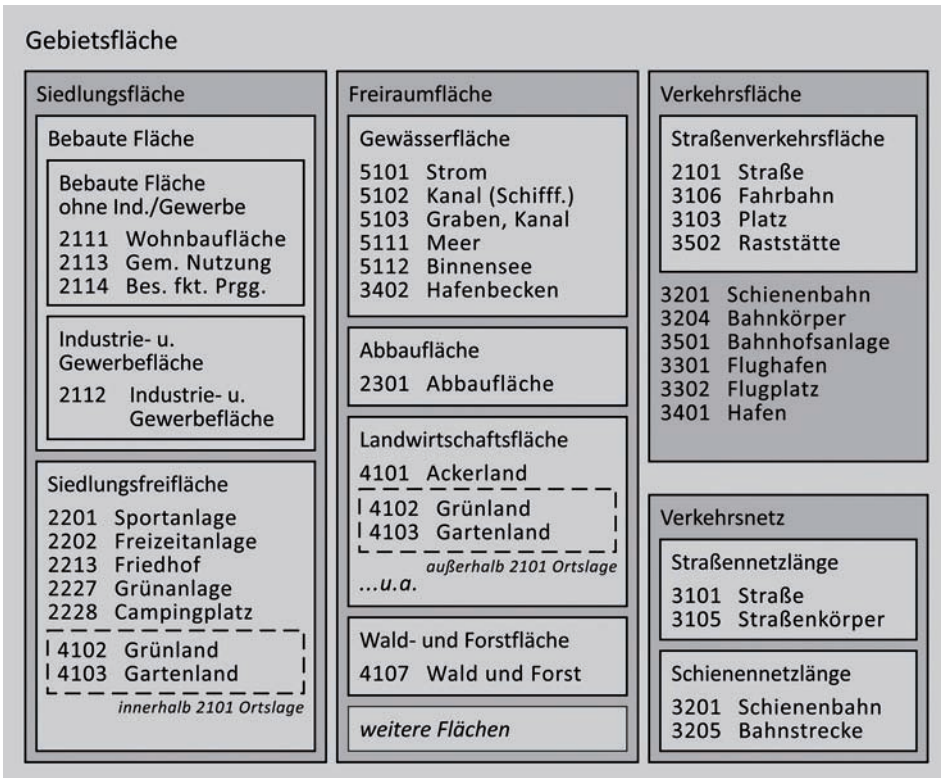 Gebietsfläche
Siedlungsfläche
Bebaute Fläche
Bebaute Fläche
ohne Ind./Gewerbe
2111 Wohnbaufläche
2113 Gem. Nutzung
2114 Bes. fkt. Prgg.
Industrie- u.
Gewerbefläche
2112 Industrie- u.
Gewerbefläche
Siedlungsfreifläche
2201 Sportanlage
2202 Freizeitanlage
2213 Friedhof
2227 Grünanlage
2228 Campingplatz
4102 Grünland
4103 Gartenland
innerhalb 2101 Ortslage
Freiraumfläche
Gewässerfläche
5101 Strom
5102 Kanal (Schifff.)
5103 Graben, Kanal
5111 Meer
5112 Binnensee
3402 Hafenbecken
Abbaufläche
2301 Abbaufläche
Landwirtschaftsfläche
4101 Ackerland
4102 Grünland
4103 Gartenland
außerhalb 2101 Ortslage
...u.a.
Wald- und Forstfläche
4107 Wald und Forst
weitere Flächen
Verkehrsfläche
Straßenverkehrsfläche
2101 Straße
3106 Fahrbahn
3103 Platz
3502 Raststätte
3201 Schienenbahn
3204 Bahnkörper
3501 Bahnhofsanlage
3301 Flughafen
3302 Flugplatz
3401 Hafen
Verkehrsnetz
Straßennetzlänge
3101 Straße
3105 Straßenkörper
Schienennetzlänge
3201 Schienenbahn
3205 Bahnstrecke